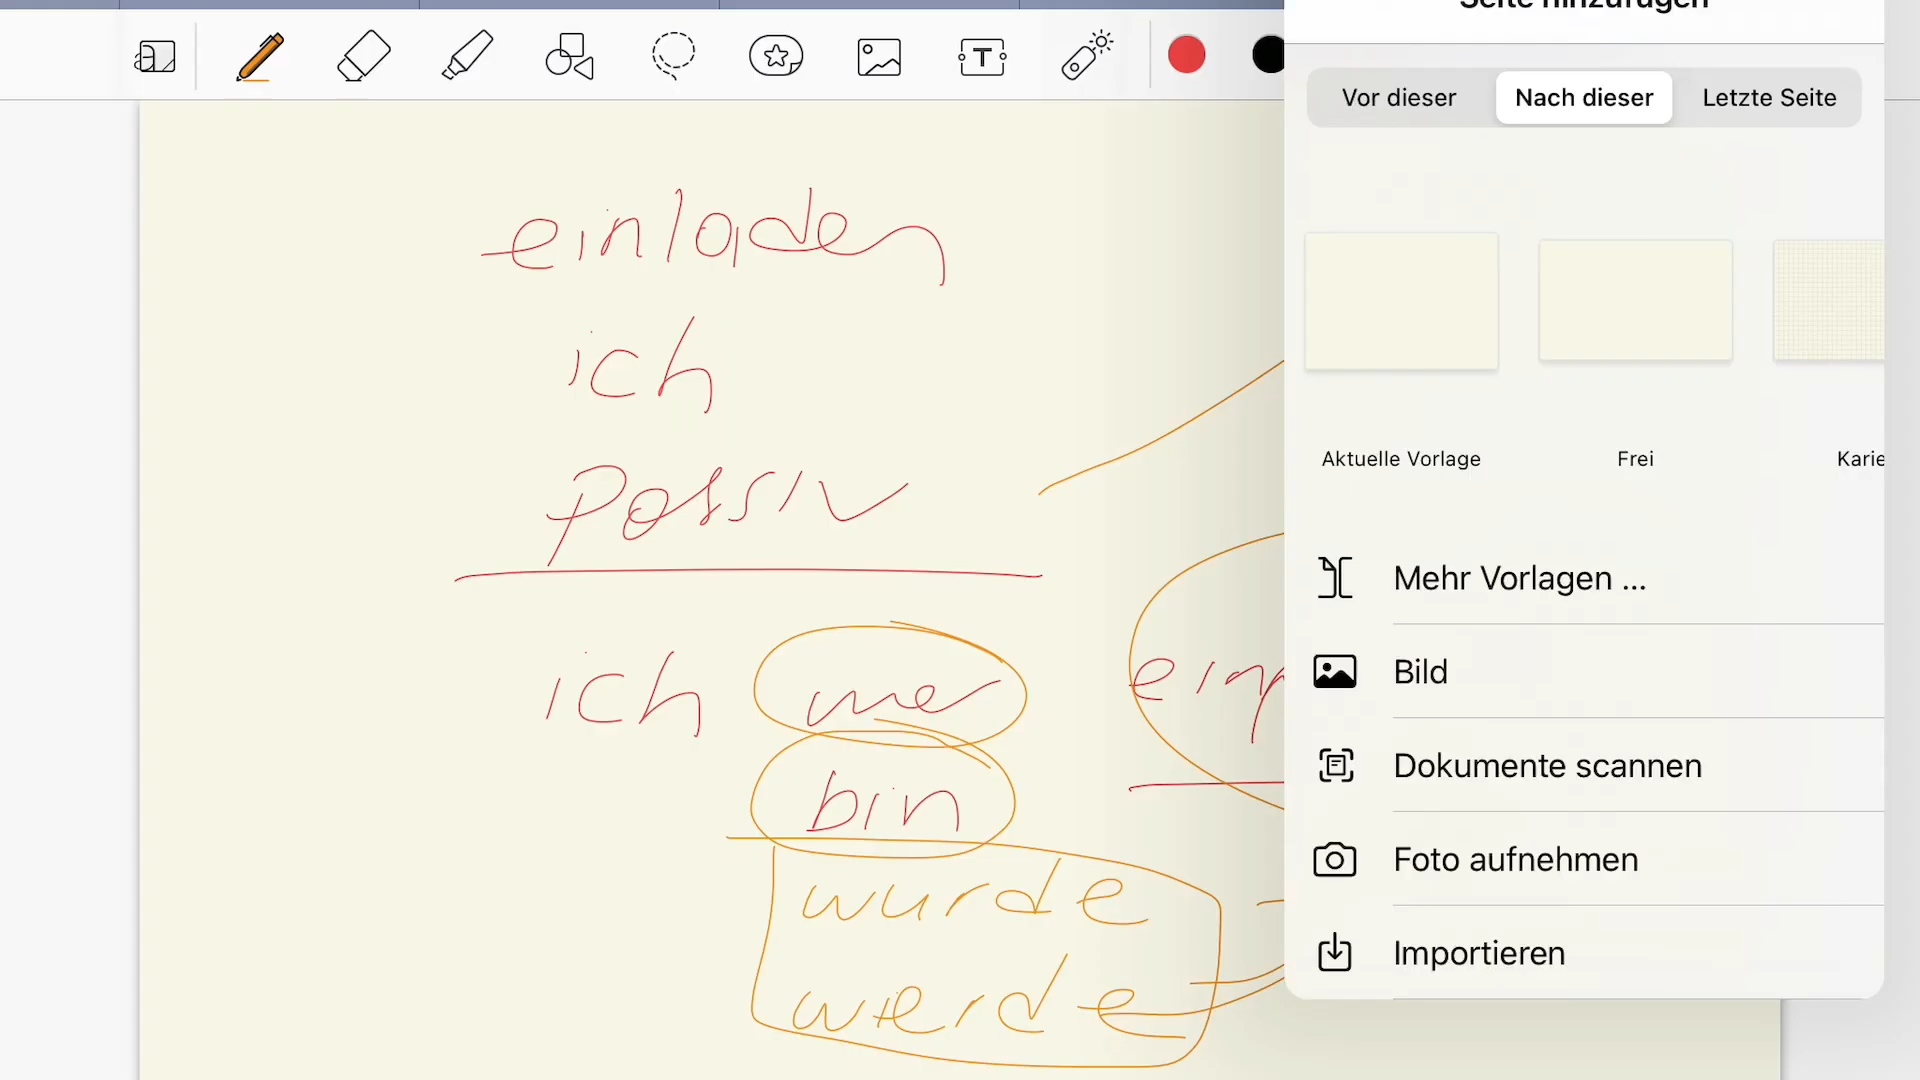 Seite hinzufügen
Vor dieser Nach dieser Letzte Seite
Aktuelle Vorlage Frei Karie
Mehr Vorlagen ...
Bild
Dokumente scannen
Foto aufnehmen
Importieren
T
einladen
ich
Passiv
ich
bin
wurde
werde